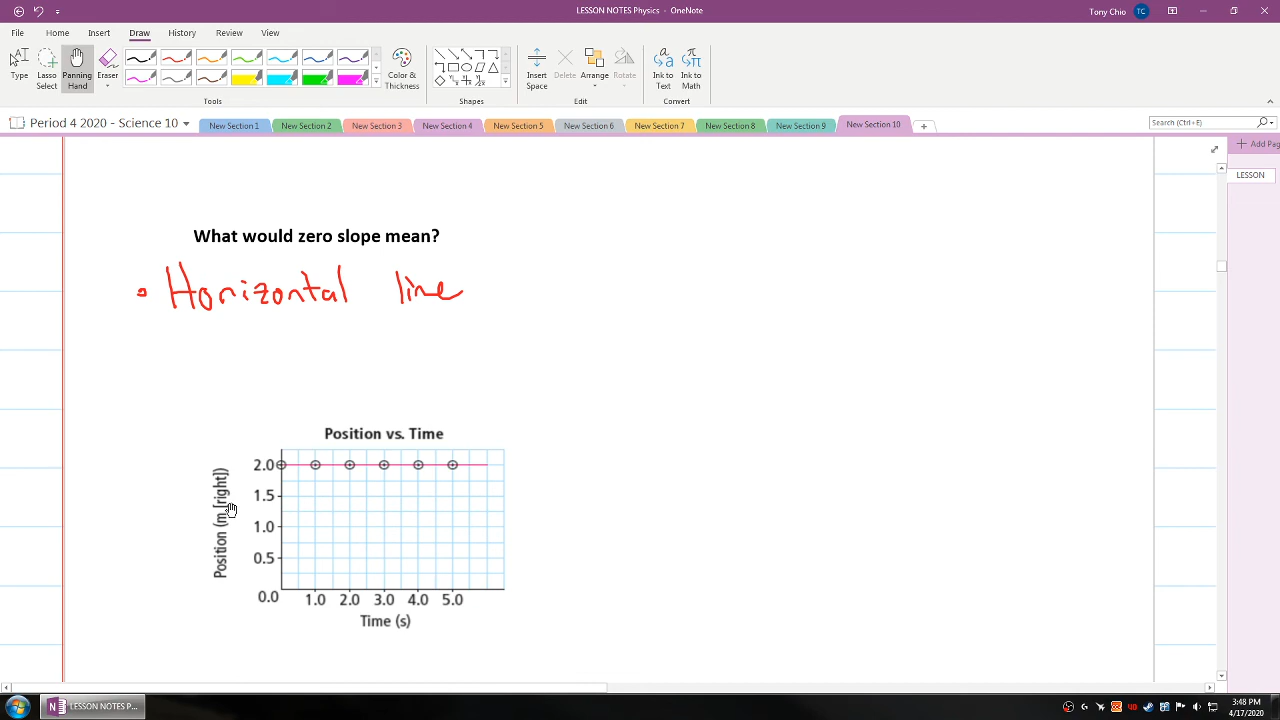 LESSON NOTES Physics - OneNote
Tony Chio TC
File Home Insert Draw History Review View
Type
Lasso Select
Panning Hand
Eraser
Color & Thickness
Insert Space
Delete
Arrange
Rotate
Ink to Text
Ink to Math
Tools Shapes Edit Convert
Period 4 2020 - Science 10
New Section 1 New Section 2 New Section 3 New Section 4 New Section 5 New Section 6 New Section 7 New Section 8 New Section 9 New Section 10
Search (Ctrl+E)
Add Pag
LESSON
What would zero slope mean?
• Horizontal line
Position vs. Time
Position (m [right])
2.0
1.5
1.0
0.5
0.0
1.0 2.0 3.0 4.0 5.0
Time (s)
LESSON NOTES P...
3:48 PM
4/17/2020